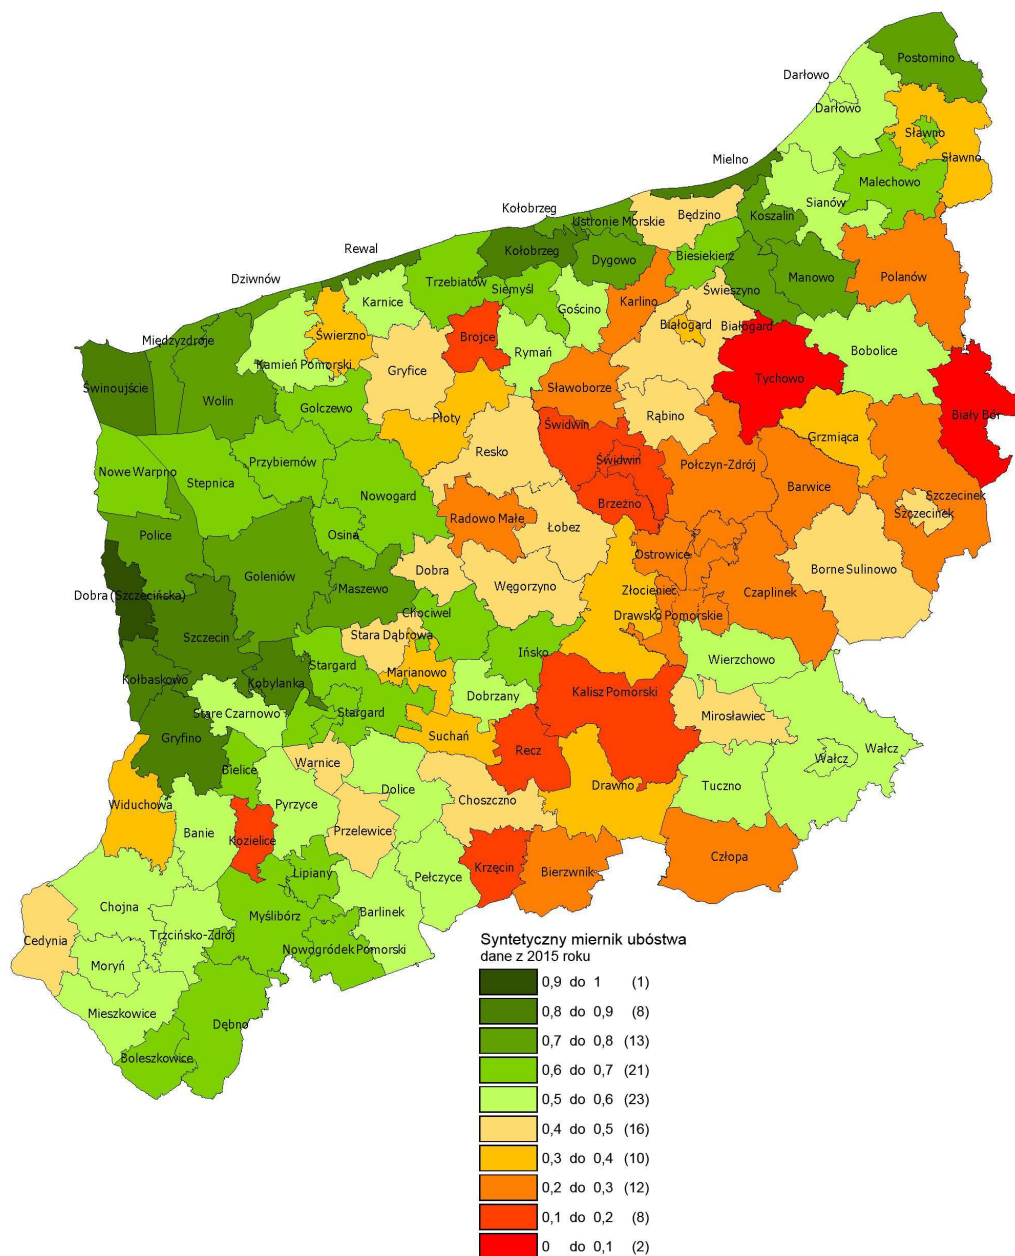 Postomino
Darłowo
Darłowo
Sławno
Sławno
Mielno
Malechowo
Sianów
Kołobrzeg
Ustronie Morskie
Będzino
Koszalin
Rewal
Kołobrzeg
Dygowo
Biesiekierz
Manowo
Polanów
Dziwnów
Trzebiatów
Siemyśl
Karnice
Gościno
Karlino
Świeszyno
Międzyzdroje
Świerzno
Brojce
Białogard
Białogard
Kamień Pomorski
Rymań
Bobolice
Gryfice
Świnoujście
Wolin
Sławoborze
Tychowo
Golczewo
Płoty
Rąbino
Biały Bór
Świdwin
Grzmiąca
Resko
Świdwin
Połczyn-Zdrój
Przybiernów
Nowe Warpno
Stepnica
Nowogard
Barwice
Szczecinek
Brzeżno
Szczecinek
Radowo Małe
Łobez
Police
Osina
Ostrowice
Dobra
Borne Sulinowo
Goleniów
Maszewo
Węgorzyno
Złocieniec
Czaplinek
Dobra (Szczecińska)
Chociwel
Drawsko Pomorskie
Szczecin
Stara Dąbrowa
Ińsko
Wierzchowo
Stargard
Marianowo
Kołbaskowo
Kobylanka
Kalisz Pomorski
Dobrzany
Stare Czarnowo
Stargard
Mirosławiec
Gryfino
Suchań
Recz
Wałcz
Wałcz
Warnice
Bielice
Drawno
Tuczno
Dolice
Widuchowa
Pyrzyce
Choszczno
Banie
Kozielice
Przelewice
Człopa
Lipiany
Pełczyce
Krzęcin
Bierzwnik
Chojna
Myślibórz
Barlinek
Cedynia
Trzcińsko-Zdrój
Nowogródek Pomorski
Moryń
Mieszkowice
Dębno
Boleszkowice
Syntetyczny miernik ubóstwa
dane z 2015 roku
0,9 do 1 (1)
0,8 do 0,9 (8)
0,7 do 0,8 (13)
0,6 do 0,7 (21)
0,5 do 0,6 (23)
0,4 do 0,5 (16)
0,3 do 0,4 (10)
0,2 do 0,3 (12)
0,1 do 0,2 (8)
0 do 0,1 (2)